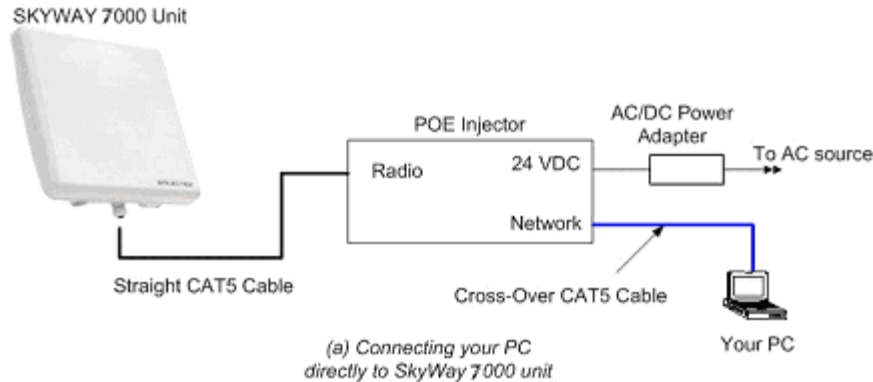 SKYWAY 7000 Unit
POE Injector
AC/DC Power
Adapter
Radio
24 VDC
To AC source
Network
Straight CAT5 Cable
Cross-Over CAT5 Cable
Your PC
(a) Connecting your PC
directly to SkyWay 7000 unit